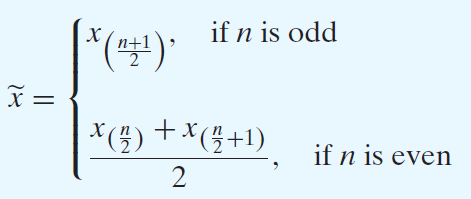 x̃ = { x_((n+1)/2), if n is odd
(x_(n/2) + x_(n/2+1))/2, if n is even